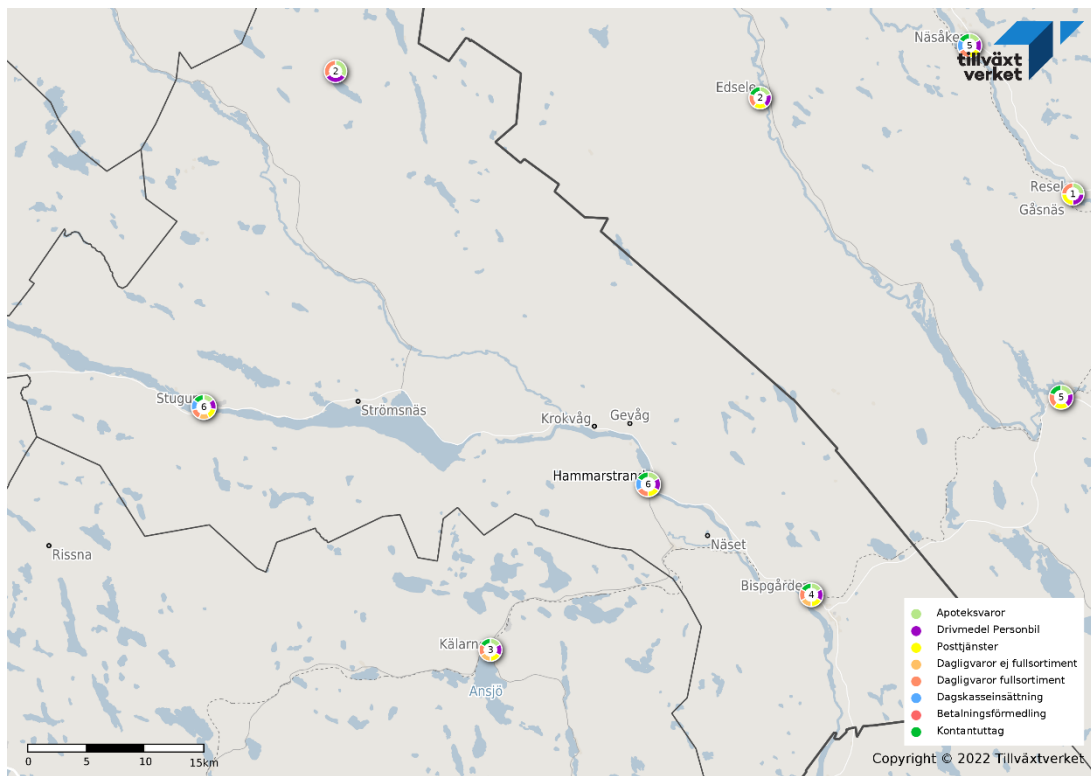 Näsåker
5
tillväxt
verket
2
Edsele
2
Resele
1
Gåsnäs
Stugun
6
Strömsnäs
Krokvåg
Gevåg
5
Hammarstrand
6
Rissna
Näset
Bispgården
4
Kälarne
3
Ansjö
Apoteksvaror
Drivmedel Personbil
Posttjänster
Dagligvaror ej fullsortiment
Dagligvaror fullsortiment
Dagskasseinsättning
Betalningsförmedling
Kontantuttag
0 5 10 15km
Copyright © 2022 Tillväxtverket